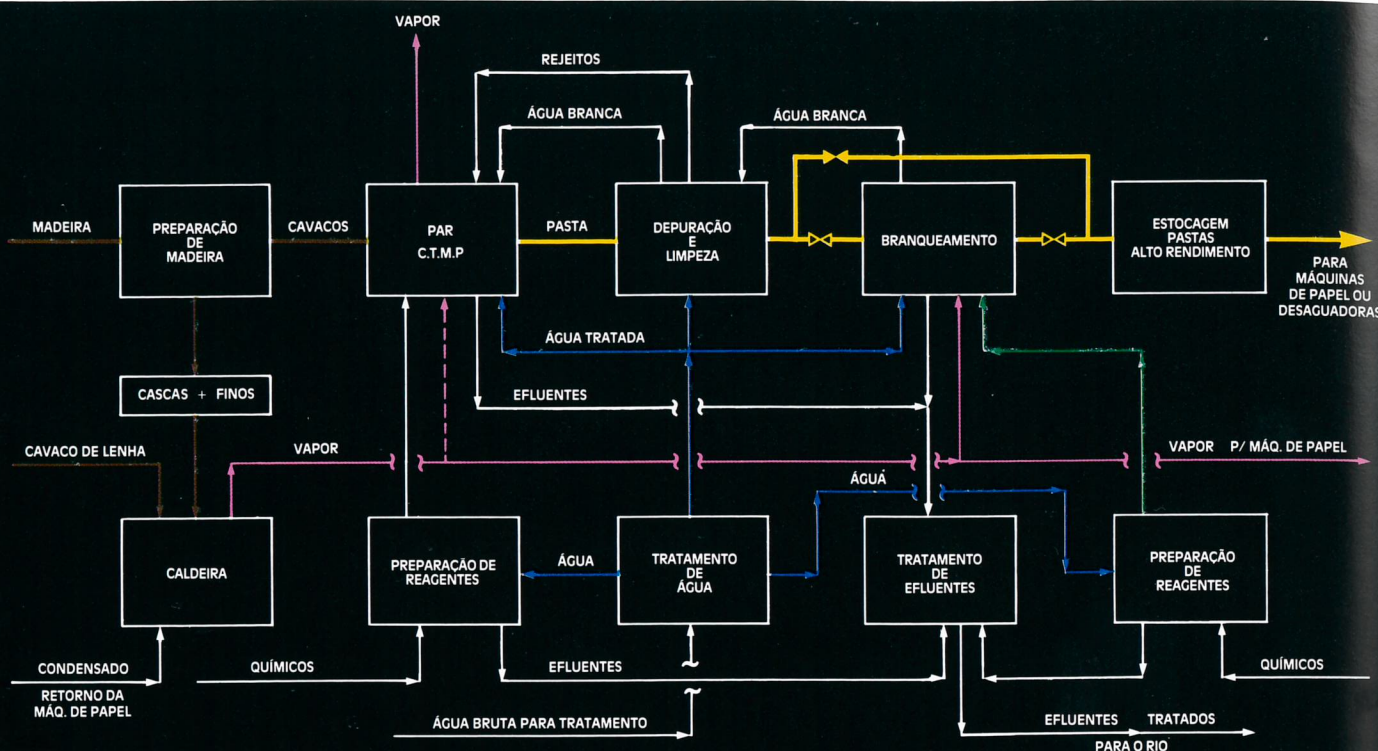 VAPOR
REJEITOS
ÁGUA BRANCA
ÁGUA BRANCA
MADEIRA
PREPARAÇÃO
DE
MADEIRA
CAVACOS
PAR
C.T.M.P
PASTA
DEPURAÇÃO
E
LIMPEZA
BRANQUEAMENTO
ESTOCAGEM
PASTAS
ALTO RENDIMENTO
PARA
MÁQUINAS
DE PAPEL OU
DESAGUADORAS
ÁGUA TRATADA
CASCAS + FINOS
EFLUENTES
CAVACO DE LENHA
VAPOR
VAPOR P/ MÁQ. DE PAPEL
ÁGUA
CALDEIRA
PREPARAÇÃO DE
REAGENTES
ÁGUA
TRATAMENTO
DE
ÁGUA
TRATAMENTO
DE
EFLUENTES
PREPARAÇÃO
DE
REAGENTES
CONDENSADO
RETORNO DA
MÁQ. DE PAPEL
QUÍMICOS
EFLUENTES
QUÍMICOS
ÁGUA BRUTA PARA TRATAMENTO
EFLUENTES TRATADOS
PARA O RIO